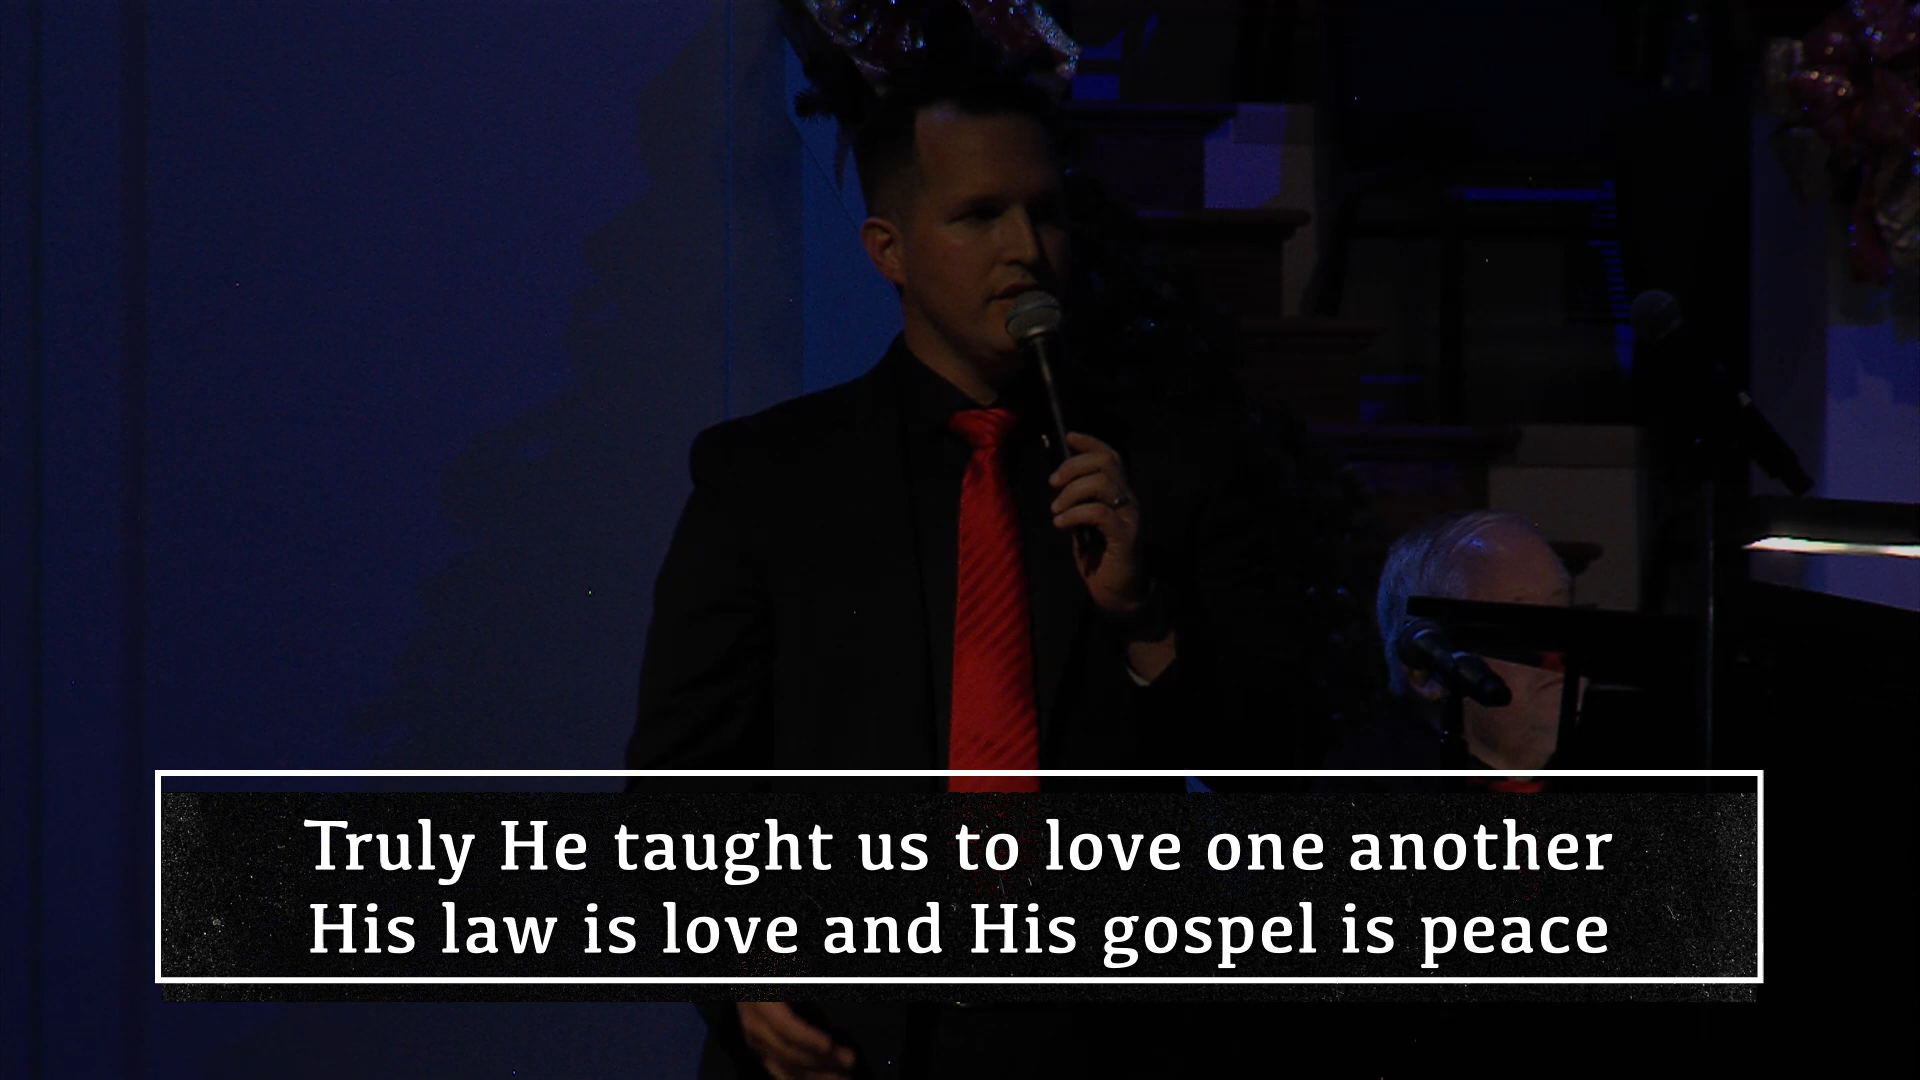 Truly He taught us to love one another
His law is love and His gospel is peace